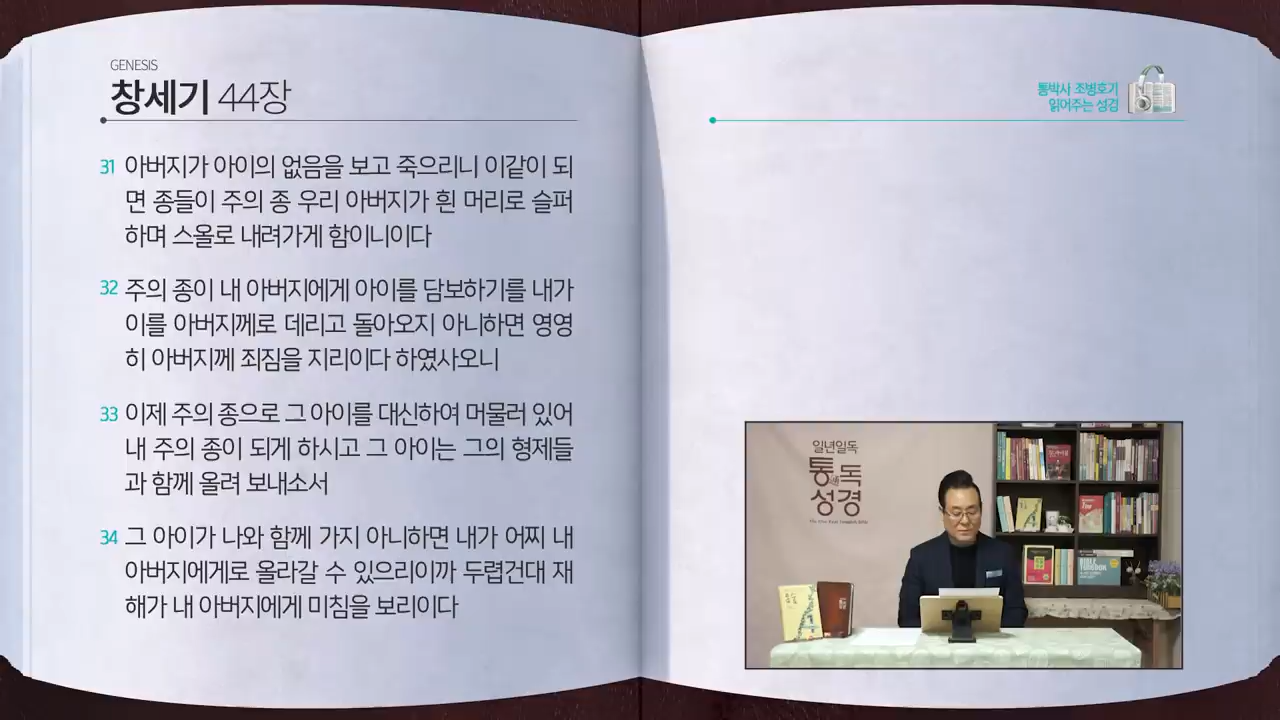 GENESIS
창세기 44장
31 아버지가 아이의 없음을 보고 죽으리니 이같이 되
면 종들이 주의 종 우리 아버지가 흰 머리로 슬퍼
하며 스올로 내려가게 함이니이다
32 주의 종이 내 아버지에게 아이를 담보하기를 내가
이를 아버지께로 데리고 돌아오지 아니하면 영영
히 아버지께 죄짐을 지리이다 하였사오니
33 이제 주의 종으로 그 아이를 대신하여 머물러 있어
내 주의 종이 되게 하시고 그 아이는 그의 형제들
과 함께 올려 보내소서
34 그 아이가 나와 함께 가지 아니하면 내가 어찌 내
아버지에게로 올라갈 수 있으리이까 두렵건대 재
해가 내 아버지에게 미침을 보리이다
통박사 조병호가
읽어주는 성경
일년일독
통독
성경